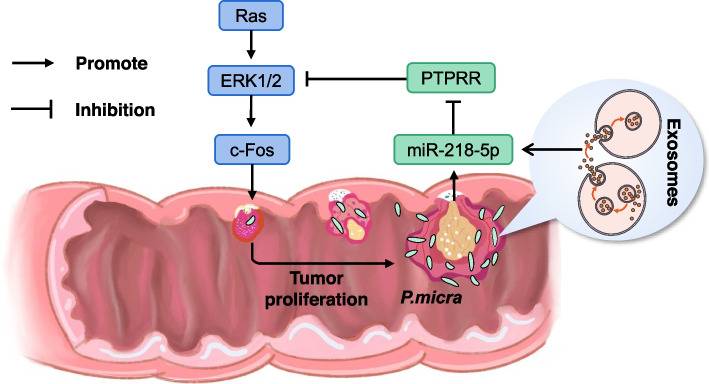 Ras
Promote
ERK1/2
PTPRR
Inhibition
c-Fos
miR-218-5p
Exosomes
Tumor
proliferation
P.micra